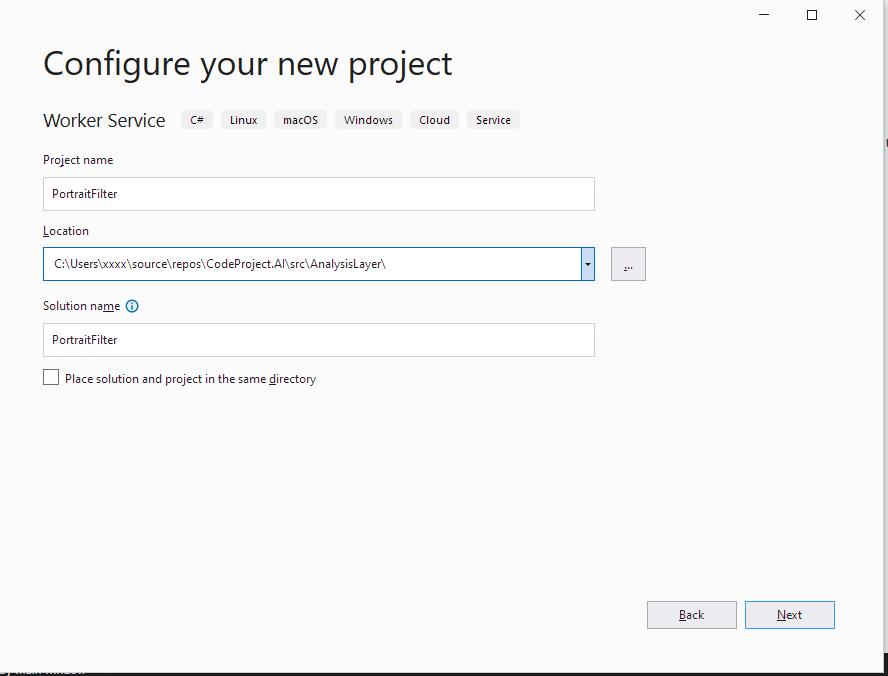 Configure your new project
Worker Service C# Linux macOS Windows Cloud Service
Project name
PortraitFilter
Location
C:\Users\xxxx\source\repos\CodeProject.AI\src\AnalysisLayer\
...
Solution name
PortraitFilter
Place solution and project in the same directory
Back Next